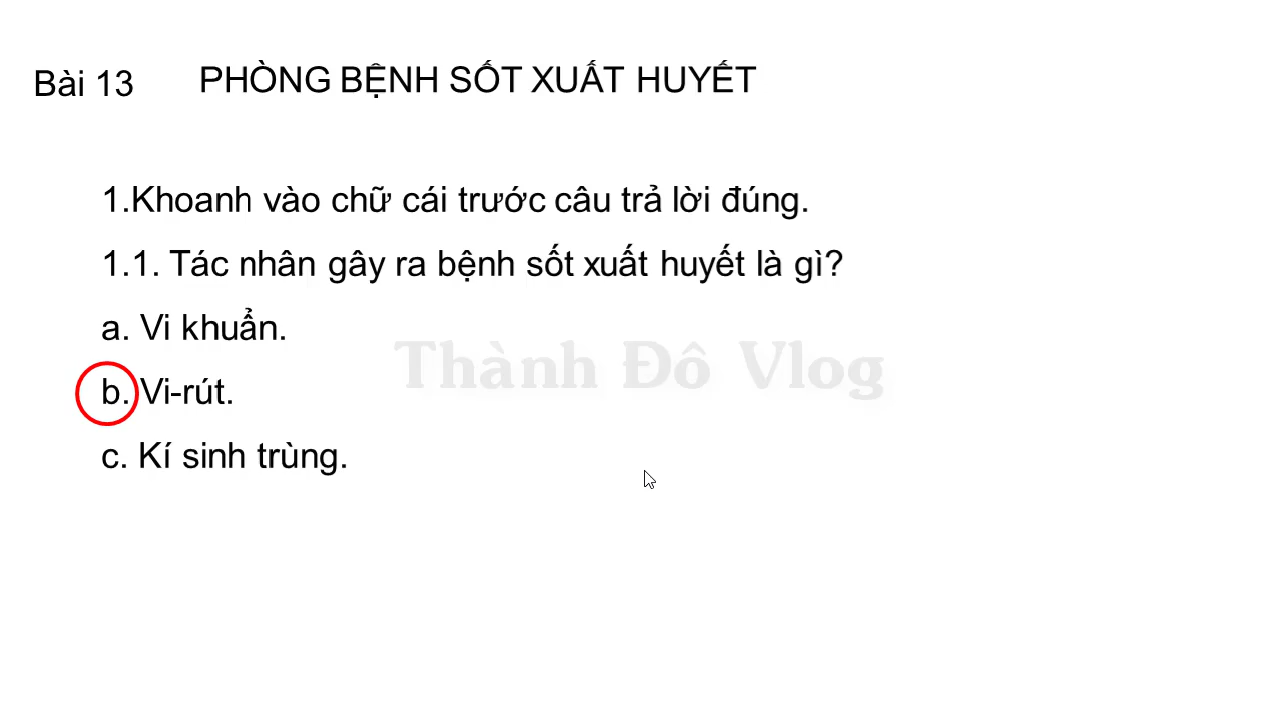 Bài 13 PHÒNG BỆNH SỐT XUẤT HUYẾT
1.Khoanh vào chữ cái trước câu trả lời đúng.
1.1. Tác nhân gây ra bệnh sốt xuất huyết là gì?
a. Vi khuẩn.
Thành Đô Vlog
b. Vi-rút.
c. Kí sinh trùng.